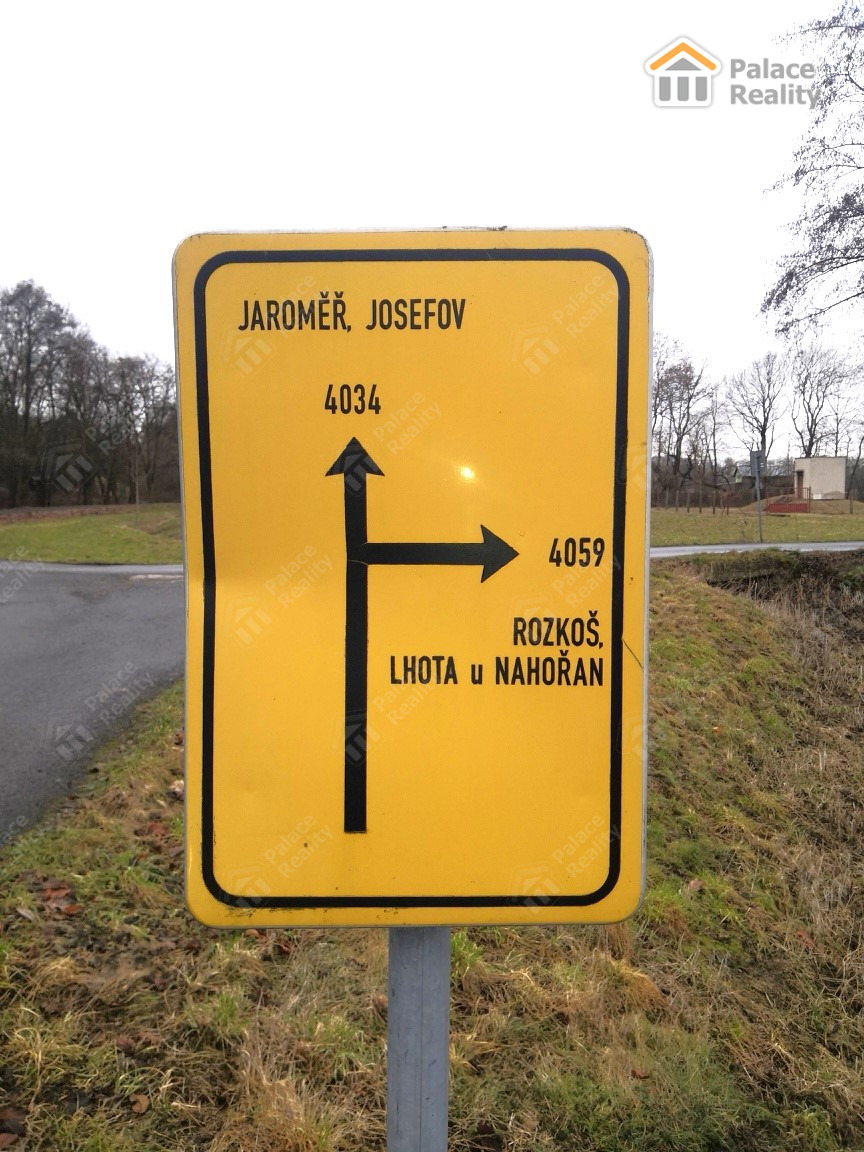 Palace
Reality
JAROMĚŘ, JOSEFOV
4034
4059
ROZKOŠ,
LHOTA u NAHOŘAN